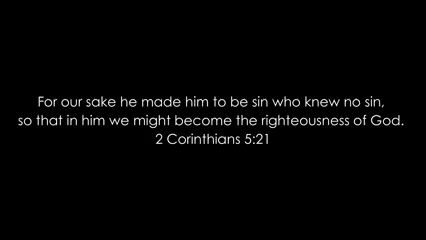 For our sake he made him to be sin who knew no sin,
so that in him we might become the righteousness of God.
2 Corinthians 5:21